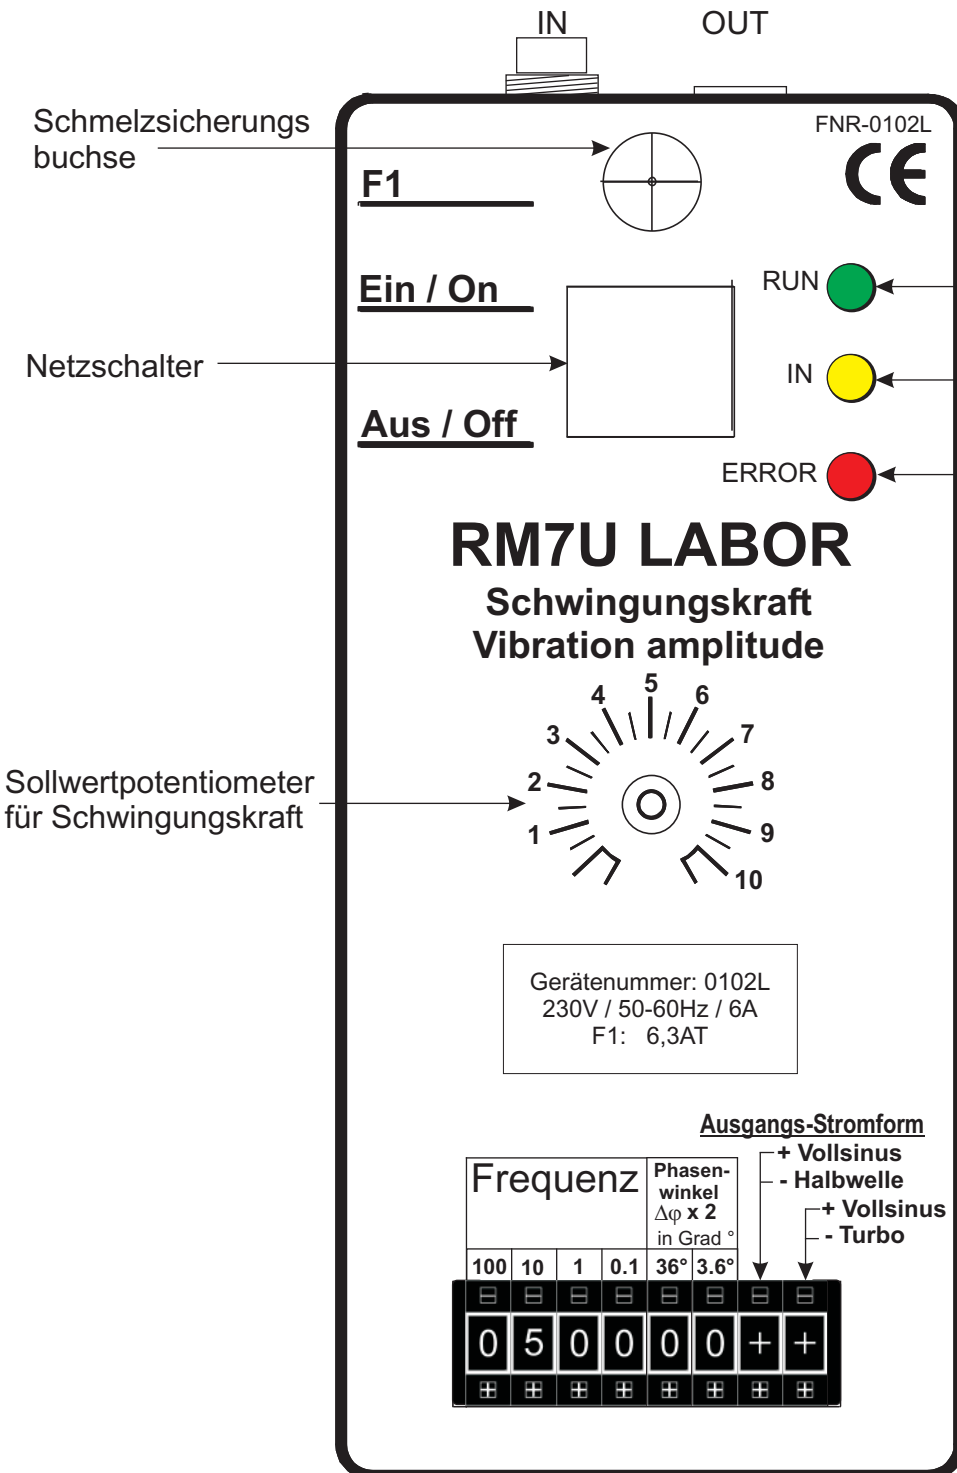 IN OUT
Schmelzsicherungs
buchse
FNR-0102L
CE
F1
Ein / On
RUN
Netzschalter
IN
Aus / Off
ERROR
RM7U LABOR
Schwingungskraft
Vibration amplitude
1 2 3 4 5 6 7 8 9 10
Sollwertpotentiometer
für Schwingungskraft
Gerätenummer: 0102L
230V / 50-60Hz / 6A
F1: 6,3AT
Ausgangs-Stromform
+ Vollsinus
- Halbwelle
+ Vollsinus
- Turbo
Frequenz
Phasen-
winkel
Δφ x 2
in Grad °
100 10 1 0.1 36° 3.6°
0 5 0 0 0 0 + +